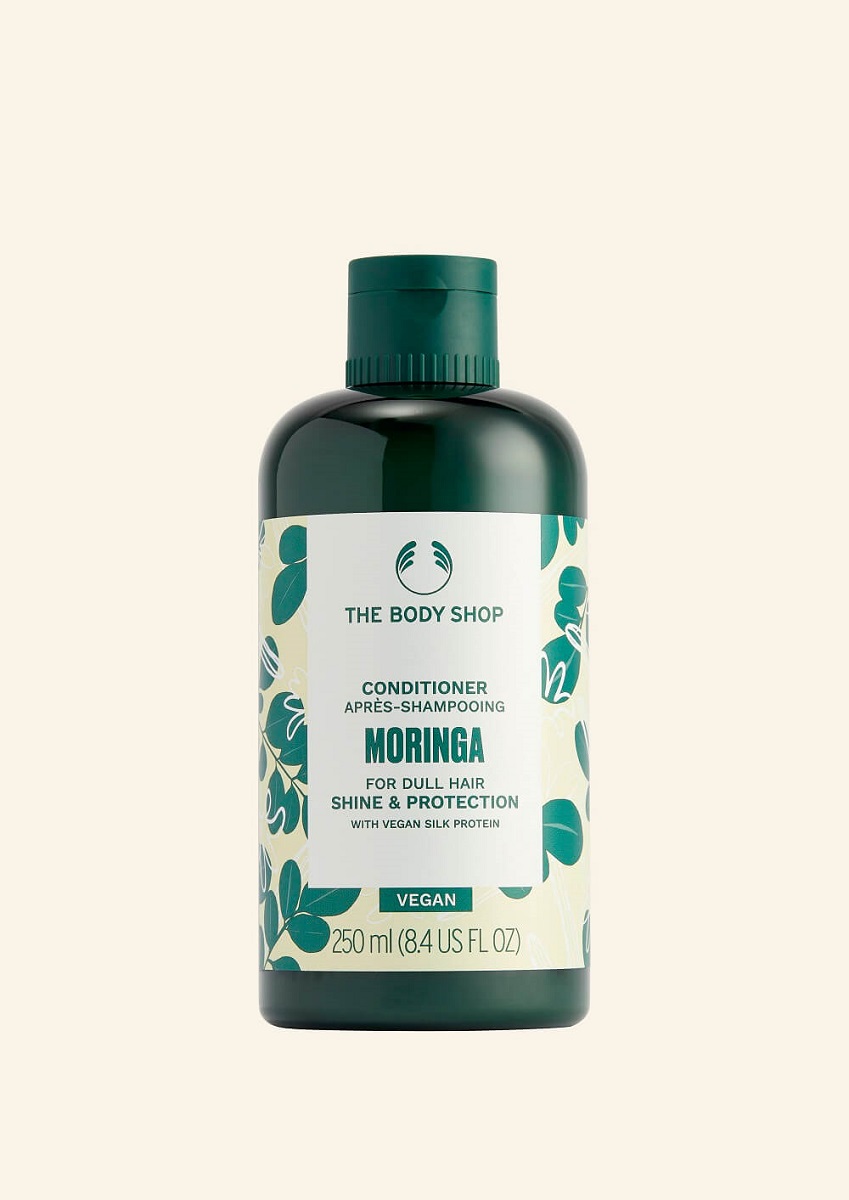 THE BODY SHOP
CONDITIONER
APRÈS-SHAMPOOING
MORINGA
FOR DULL HAIR
SHINE & PROTECTION
WITH VEGAN SILK PROTEIN
VEGAN
250 ml (8.4 US FL OZ)